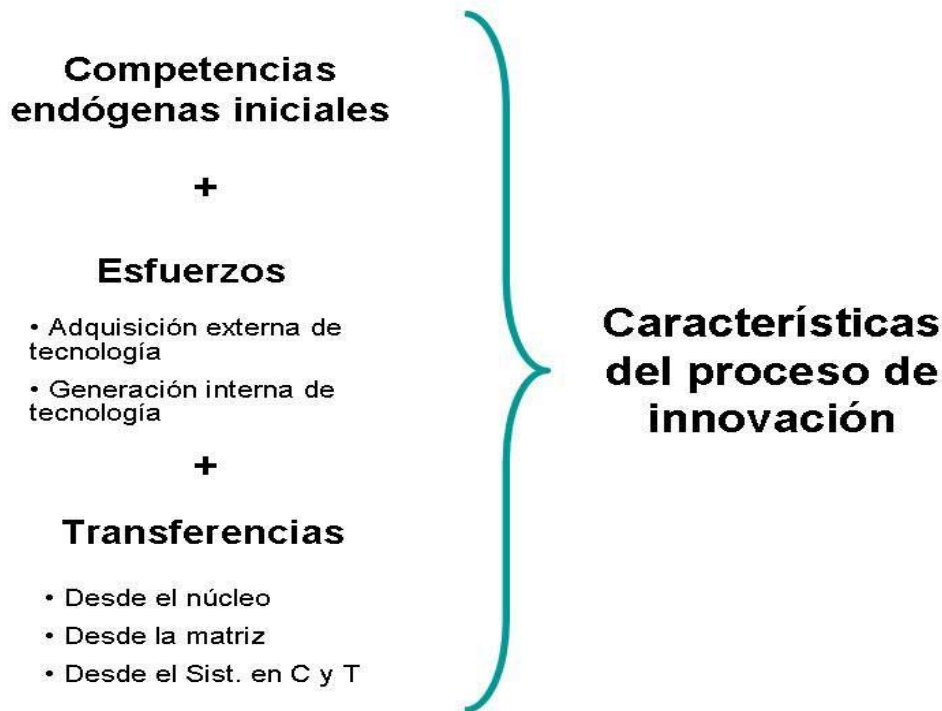 Competencias
endógenas iniciales
+
Esfuerzos
• Adquisición externa de
tecnología
• Generación interna de
tecnología
+
Transferencias
• Desde el núcleo
• Desde la matriz
• Desde el Sist. en C y T
Características
del proceso de
innovación